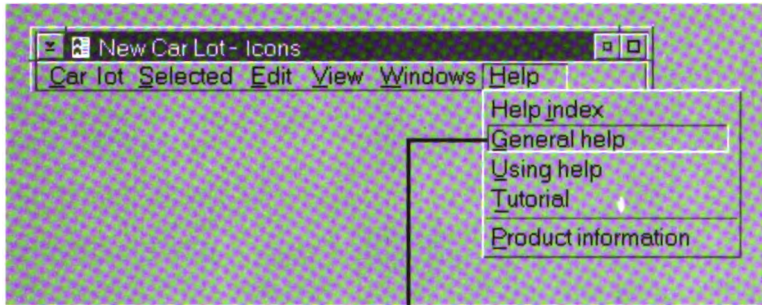 New Car Lot - Icons
Car lot Selected Edit View Windows Help
Help index
General help
Using help
Tutorial
Product information